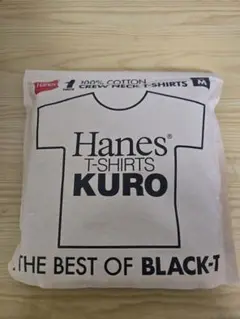 Hanes 1 100% COTTON CREW NECK T-SHIRTS M
Hanes®
T-SHIRTS
KURO
THE BEST OF BLACK-T